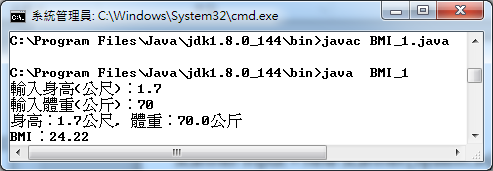 系統管理員: C:\Windows\System32\cmd.exe
C:\Program Files\Java\jdk1.8.0_144\bin>javac BMI_1.java
C:\Program Files\Java\jdk1.8.0_144\bin>java  BMI_1
輸入身高(公尺)：1.7
輸入體重(公斤)：70
身高：1.7公尺, 體重：70.0公斤
BMI：24.22